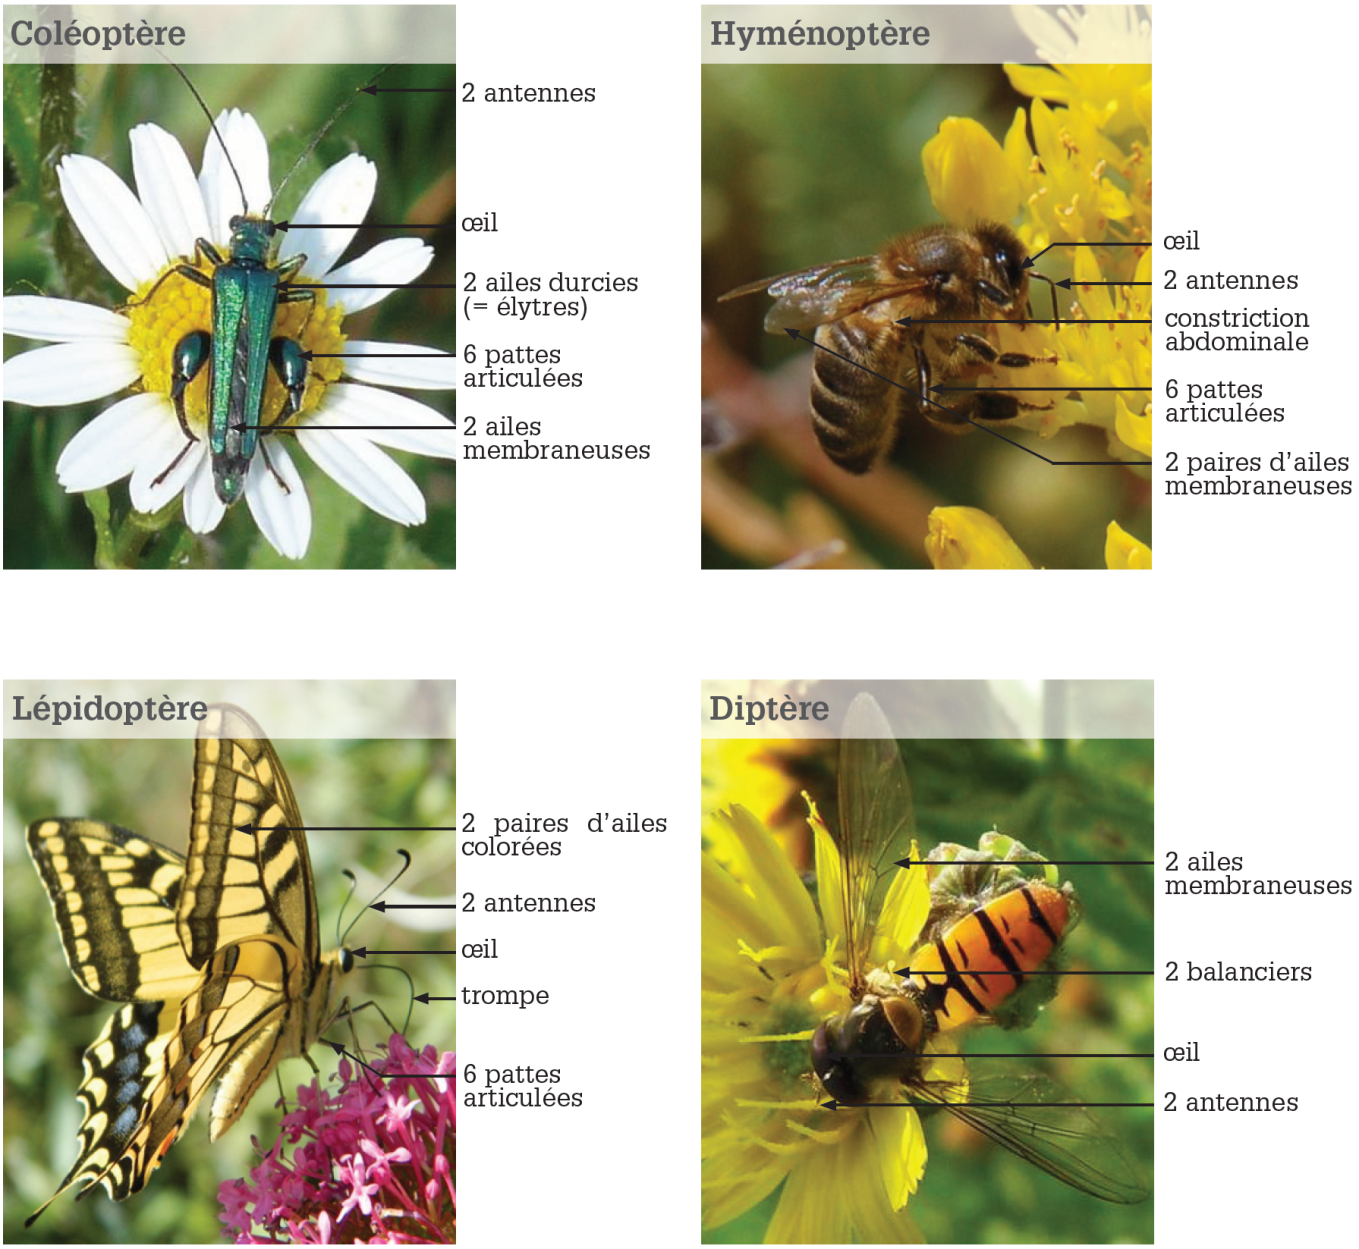 Coléoptère
2 antennes
œil
2 ailes durcies
(= élytres)
6 pattes
articulées
2 ailes
membraneuses
Hyménoptère
œil
2 antennes
constriction
abdominale
6 pattes
articulées
2 paires d’ailes
membraneuses
Lépidoptère
2 paires d’ailes
colorées
2 antennes
œil
trompe
6 pattes
articulées
Diptère
2 ailes
membraneuses
2 balanciers
œil
2 antennes